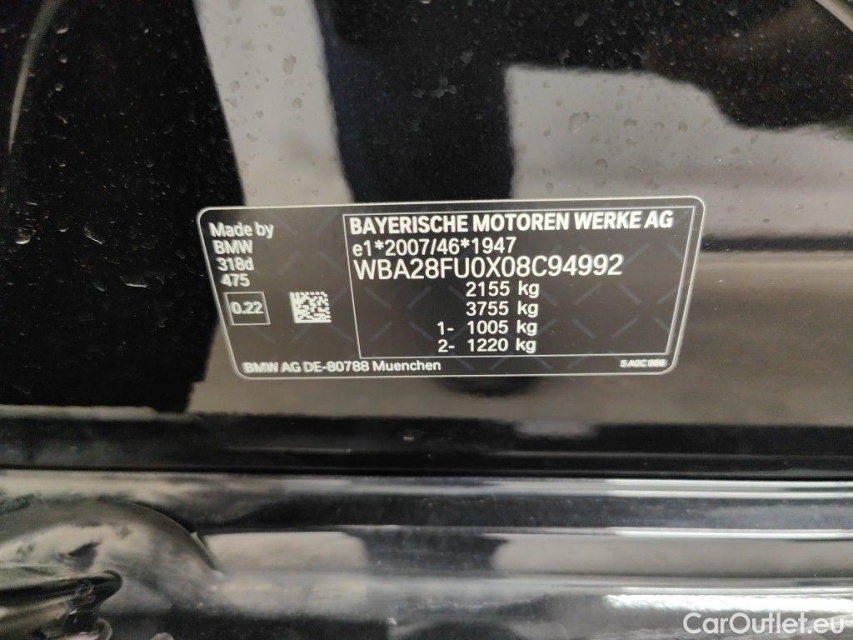 Made by
BMW
318d
475
0.22
BAYERISCHE MOTOREN WERKE AG
e1*2007/46*1947
WBA28FU0X08C94992
2155 kg
3755 kg
1- 1005 kg
2- 1220 kg
BMW AG DE-80788 Muenchen
CarOutlet.eu